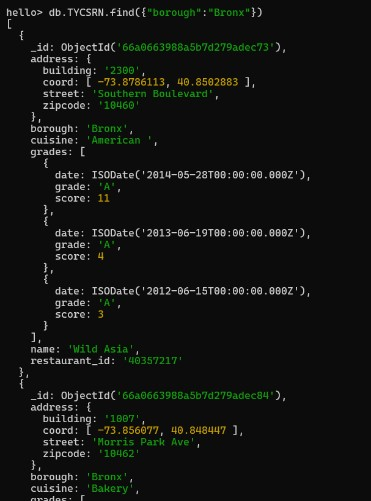 hello> db.TYCSRN.find({"borough":"Bronx"})
[
  {
    _id: ObjectId('66a0663988a5b7d279adec73'),
    address: {
      building: '2300',
      coord: [ -73.8786113, 40.8502883 ],
      street: 'Southern Boulevard',
      zipcode: '10460'
    },
    borough: 'Bronx',
    cuisine: 'American ',
    grades: [
      {
        date: ISODate('2014-05-28T00:00:00.000Z'),
        grade: 'A',
        score: 11
      },
      {
        date: ISODate('2013-06-19T00:00:00.000Z'),
        grade: 'A',
        score: 4
      },
      {
        date: ISODate('2012-06-15T00:00:00.000Z'),
        grade: 'A',
        score: 3
      }
    ],
    name: 'Wild Asia',
    restaurant_id: '40357217'
  },
  {
    _id: ObjectId('66a0663988a5b7d279adec84'),
    address: {
      building: '1007',
      coord: [ -73.856077, 40.848447 ],
      street: 'Morris Park Ave',
      zipcode: '10462'
    },
    borough: 'Bronx',
    cuisine: 'Bakery',
    grades: [